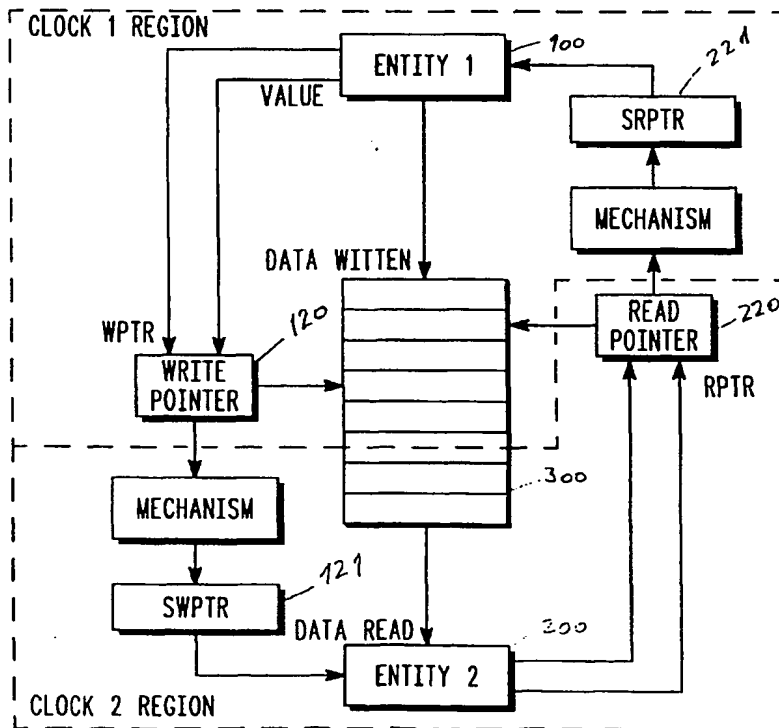 CLOCK 1 REGION
ENTITY 1
100
221
VALUE
SRPTR
MECHANISM
DATA WITTEN
WPTR
120
WRITE
POINTER
READ
POINTER
220
RPTR
MECHANISM
300
SWPTR
121
DATA READ
200
ENTITY 2
CLOCK 2 REGION